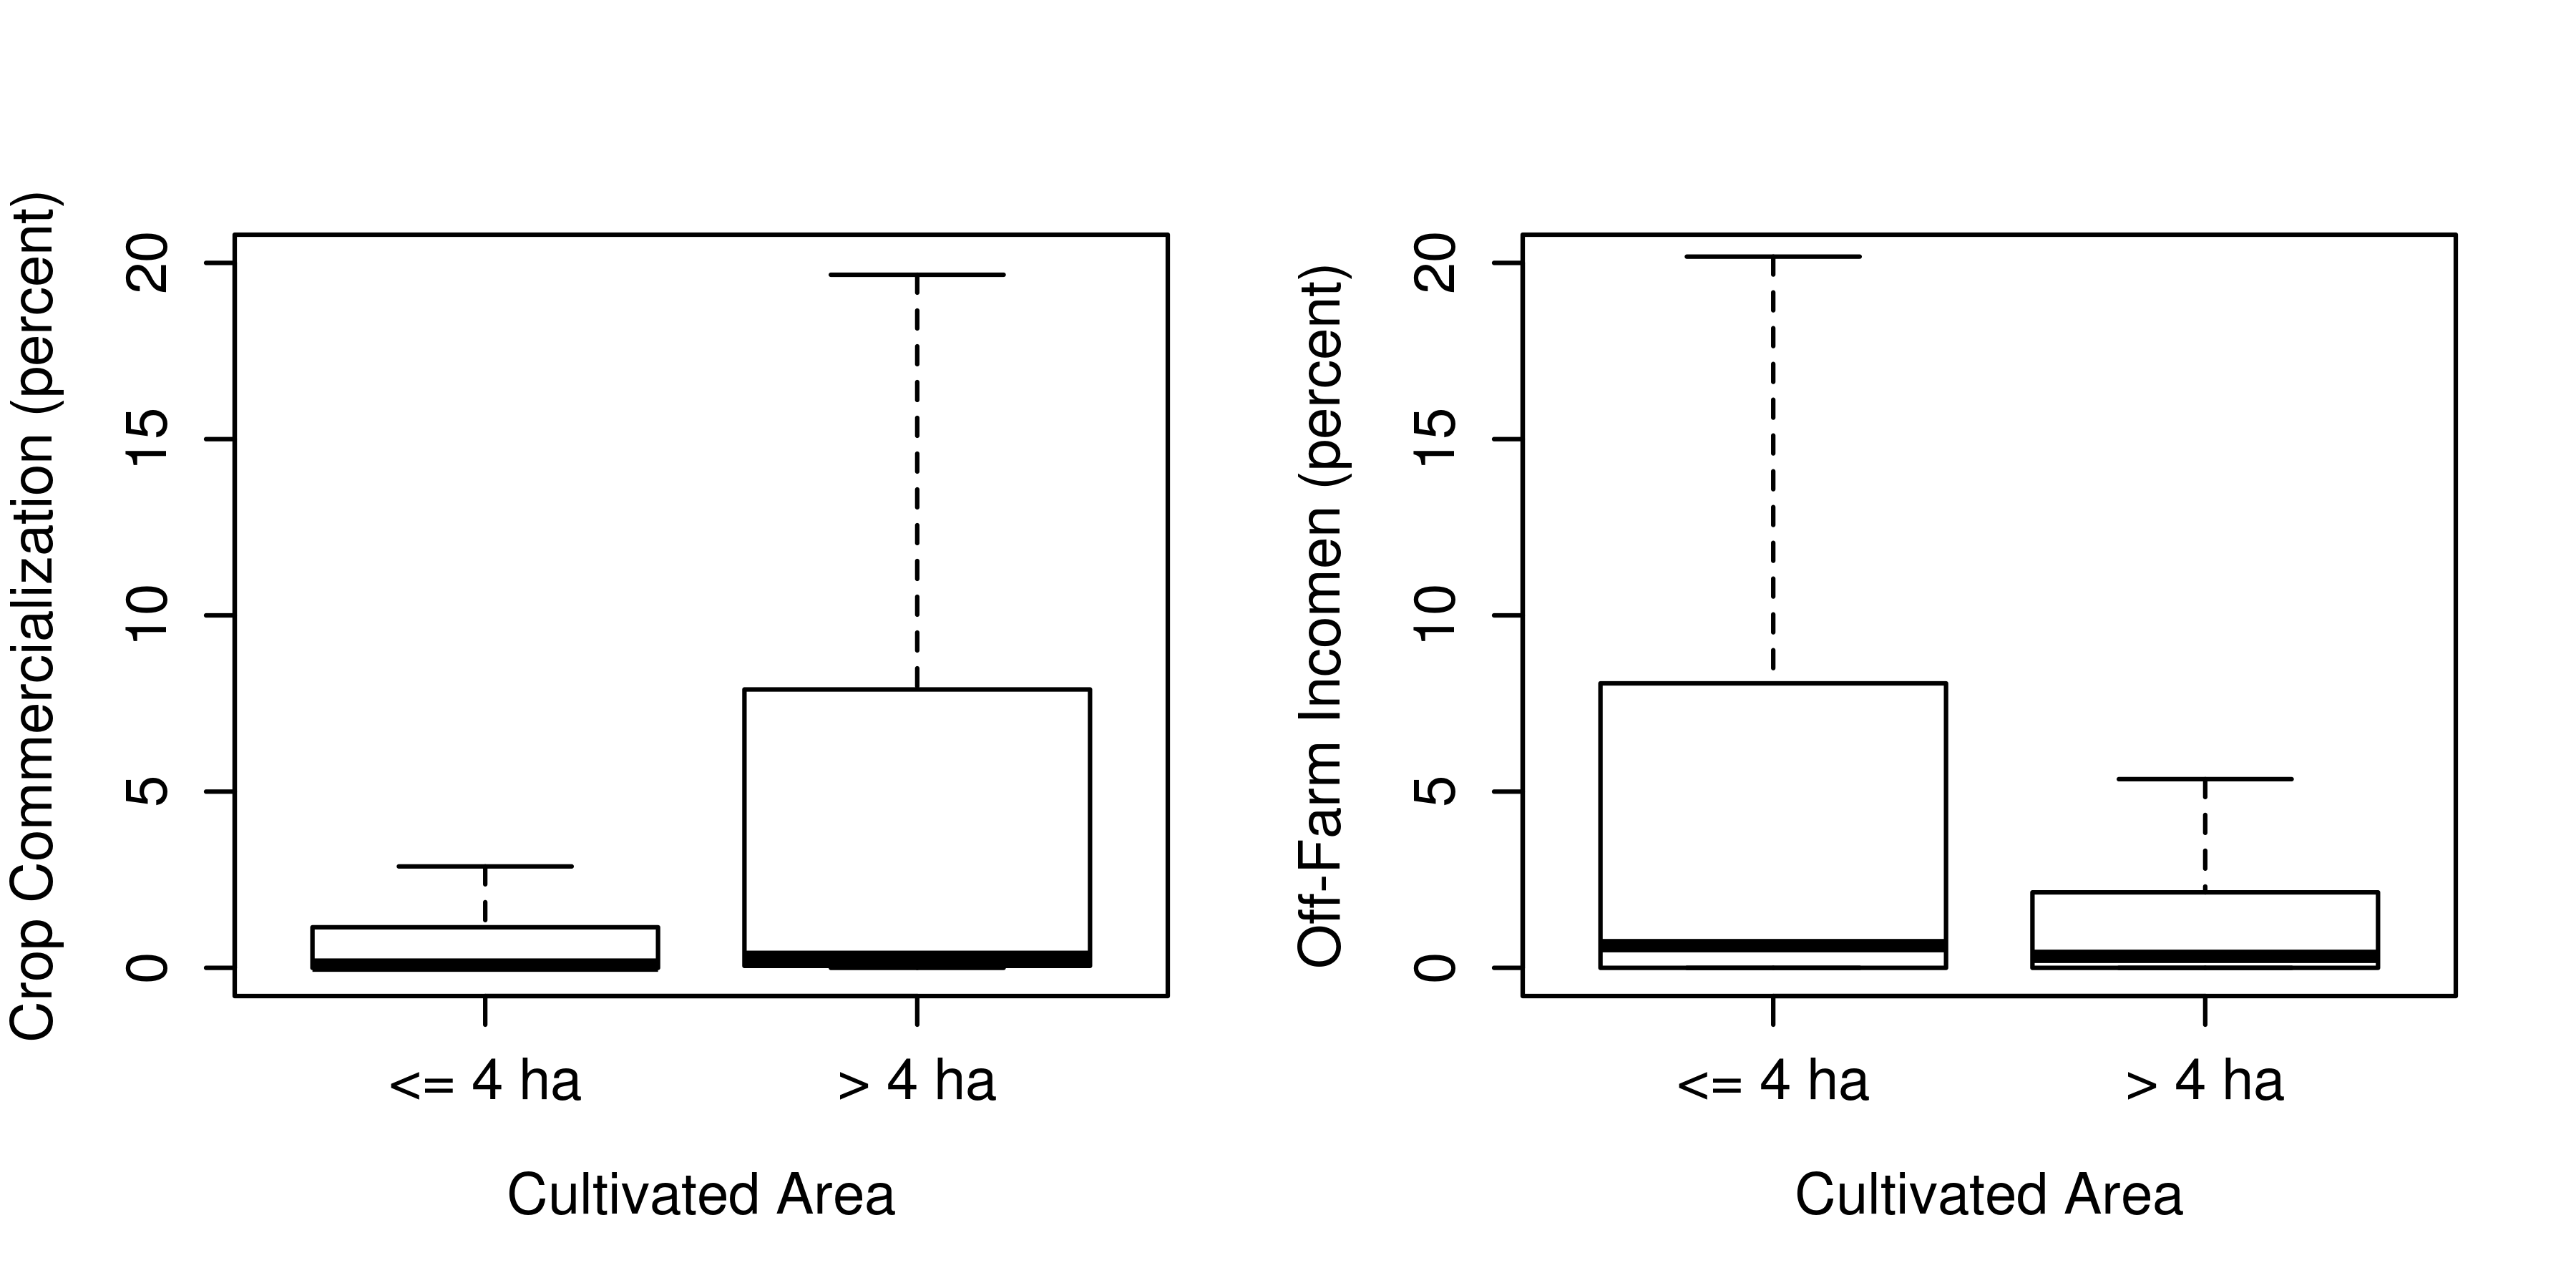 Crop Commercialization (percent)
20
15
10
5
0
<= 4 ha
> 4 ha
Cultivated Area
Off-Farm Incomen (percent)
20
15
10
5
0
<= 4 ha
> 4 ha
Cultivated Area